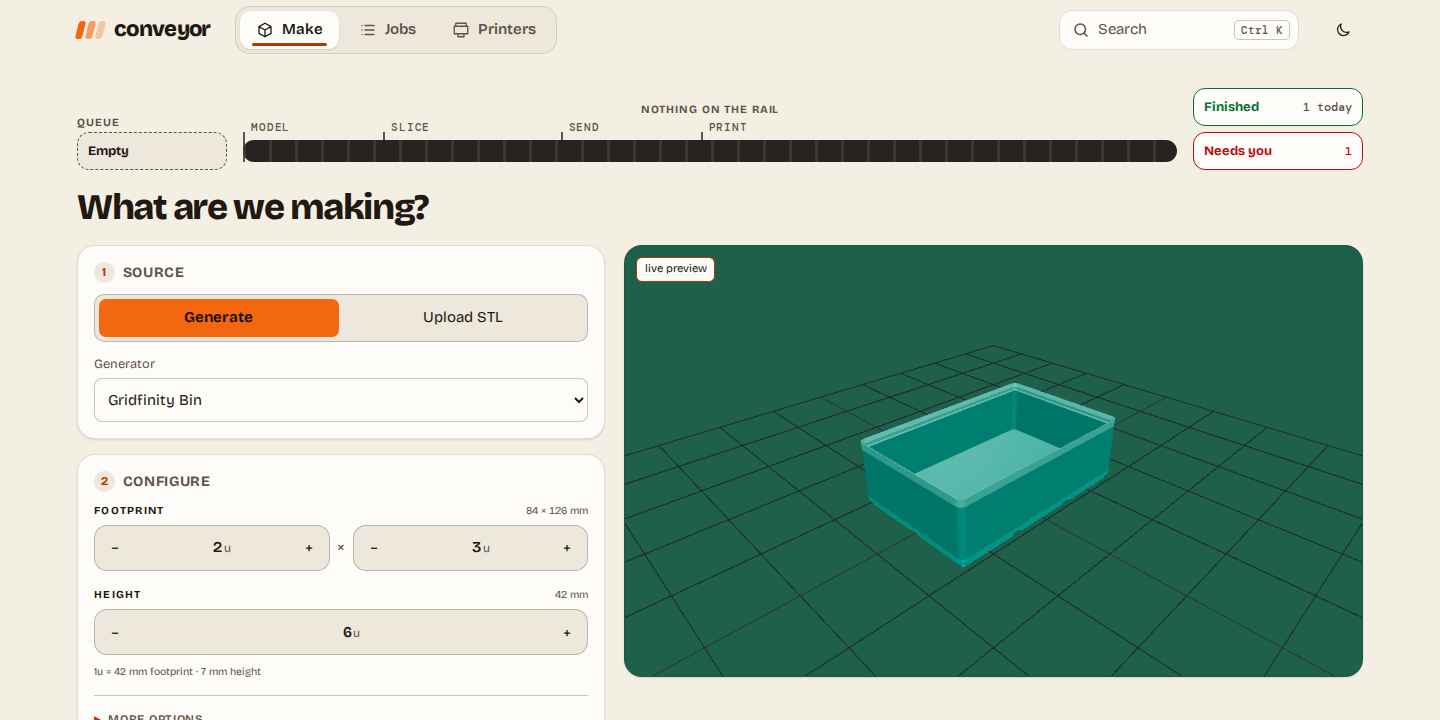 conveyor
Make
Jobs
Printers
Search
Ctrl K
QUEUE
Empty
NOTHING ON THE RAIL
MODEL
SLICE
SEND
PRINT
Finished
1 today
Needs you
1
What are we making?
1 SOURCE
Generate
Upload STL
Generator
Gridfinity Bin
2 CONFIGURE
FOOTPRINT
84 × 126 mm
− 2u + × − 3u +
HEIGHT
42 mm
− 6u +
1u = 42 mm footprint · 7 mm height
▶ MORE OPTIONS
live preview